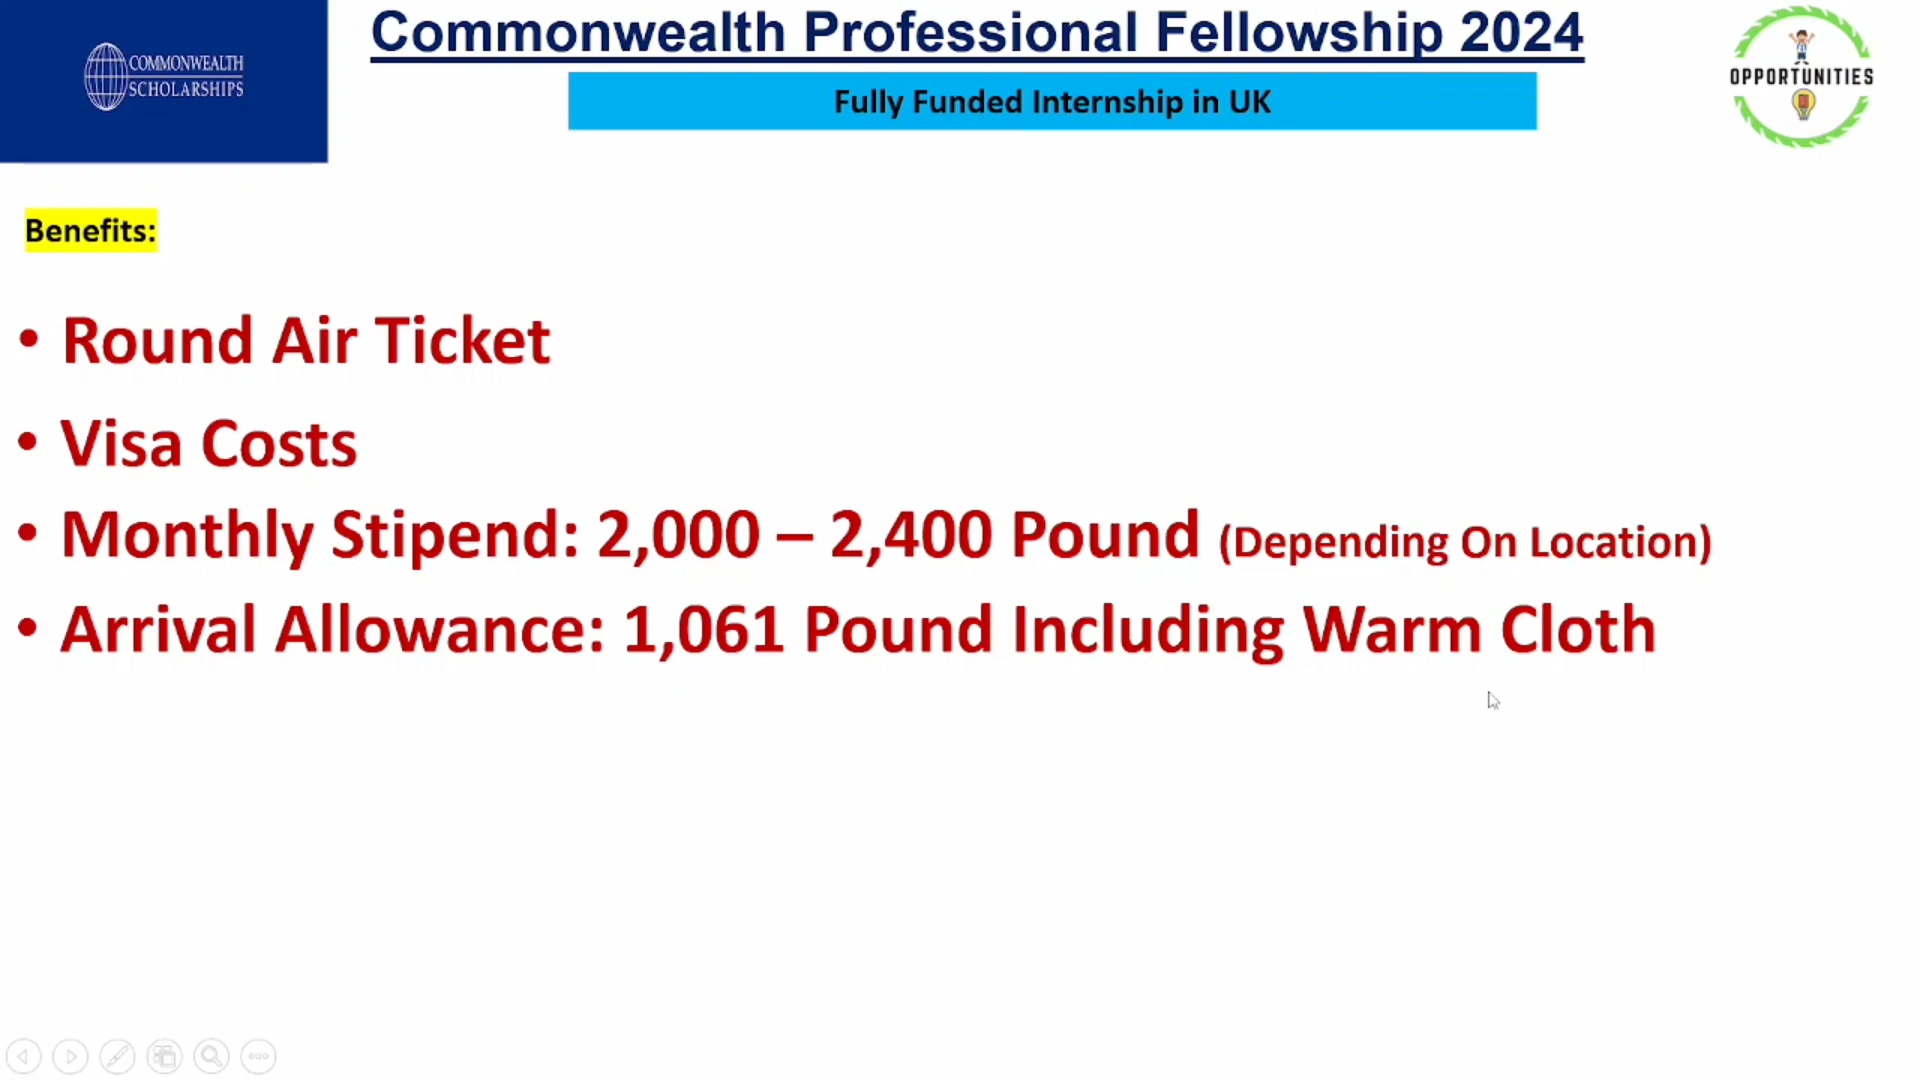 COMMONWEALTH
SCHOLARSHIPS
Commonwealth Professional Fellowship 2024
Fully Funded Internship in UK
OPPORTUNITIES
Benefits:
• Round Air Ticket
• Visa Costs
• Monthly Stipend: 2,000 – 2,400 Pound (Depending On Location)
• Arrival Allowance: 1,061 Pound Including Warm Cloth